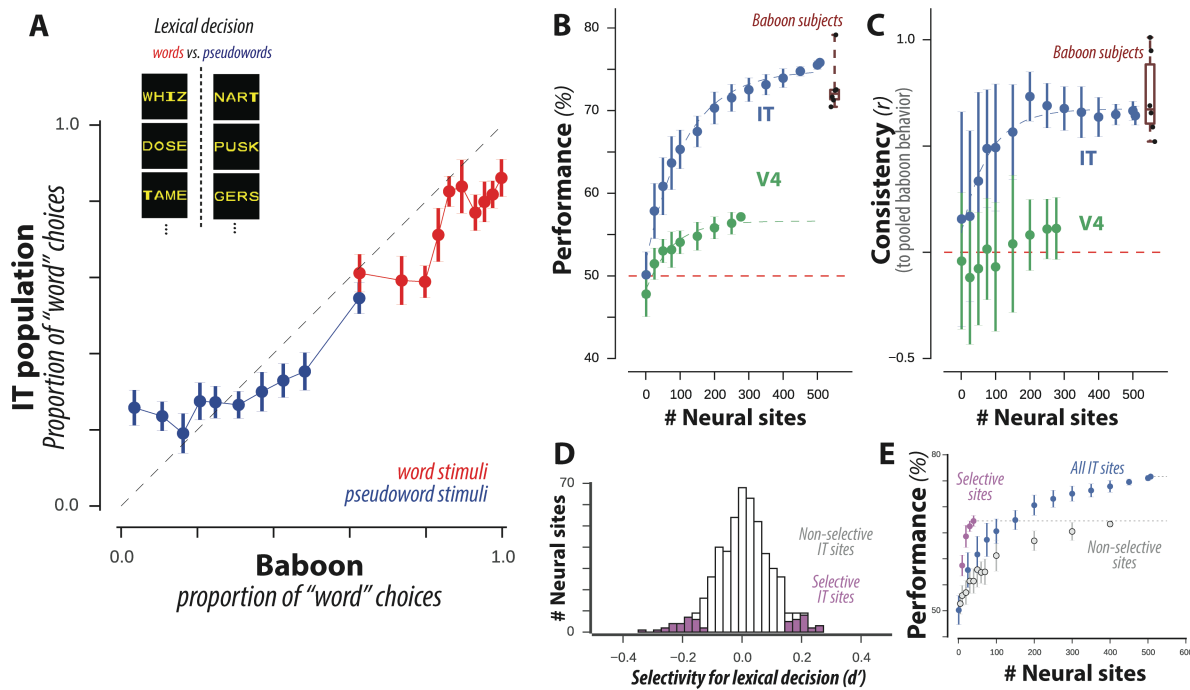 A
Lexical decision
words vs. pseudowords
WHIZ NART
DOSE PUSK
TAME GERS
1.0
0.0
IT population
Proportion of "word" choices
word stimuli
pseudoword stimuli
0.0 1.0
Baboon
proportion of "word" choices
B
Baboon subjects
80
70
60
50
40
IT
V4
Performance (%)
0 100 200 300 400 500
# Neural sites
C
Baboon subjects
1.0
−0.5
IT
V4
Consistency (r)
(to pooled baboon behavior)
0 100 200 300 400 500
# Neural sites
D
70
0
# Neural sites
Non-selective
IT sites
Selective
IT sites
−0.4 −0.2 0.0 0.2 0.4
Selectivity for lexical decision (d')
E
80
50
Performance (%)
Selective
sites
All IT sites
Non-selective
sites
0 100 200 300 400 500 600
# Neural sites